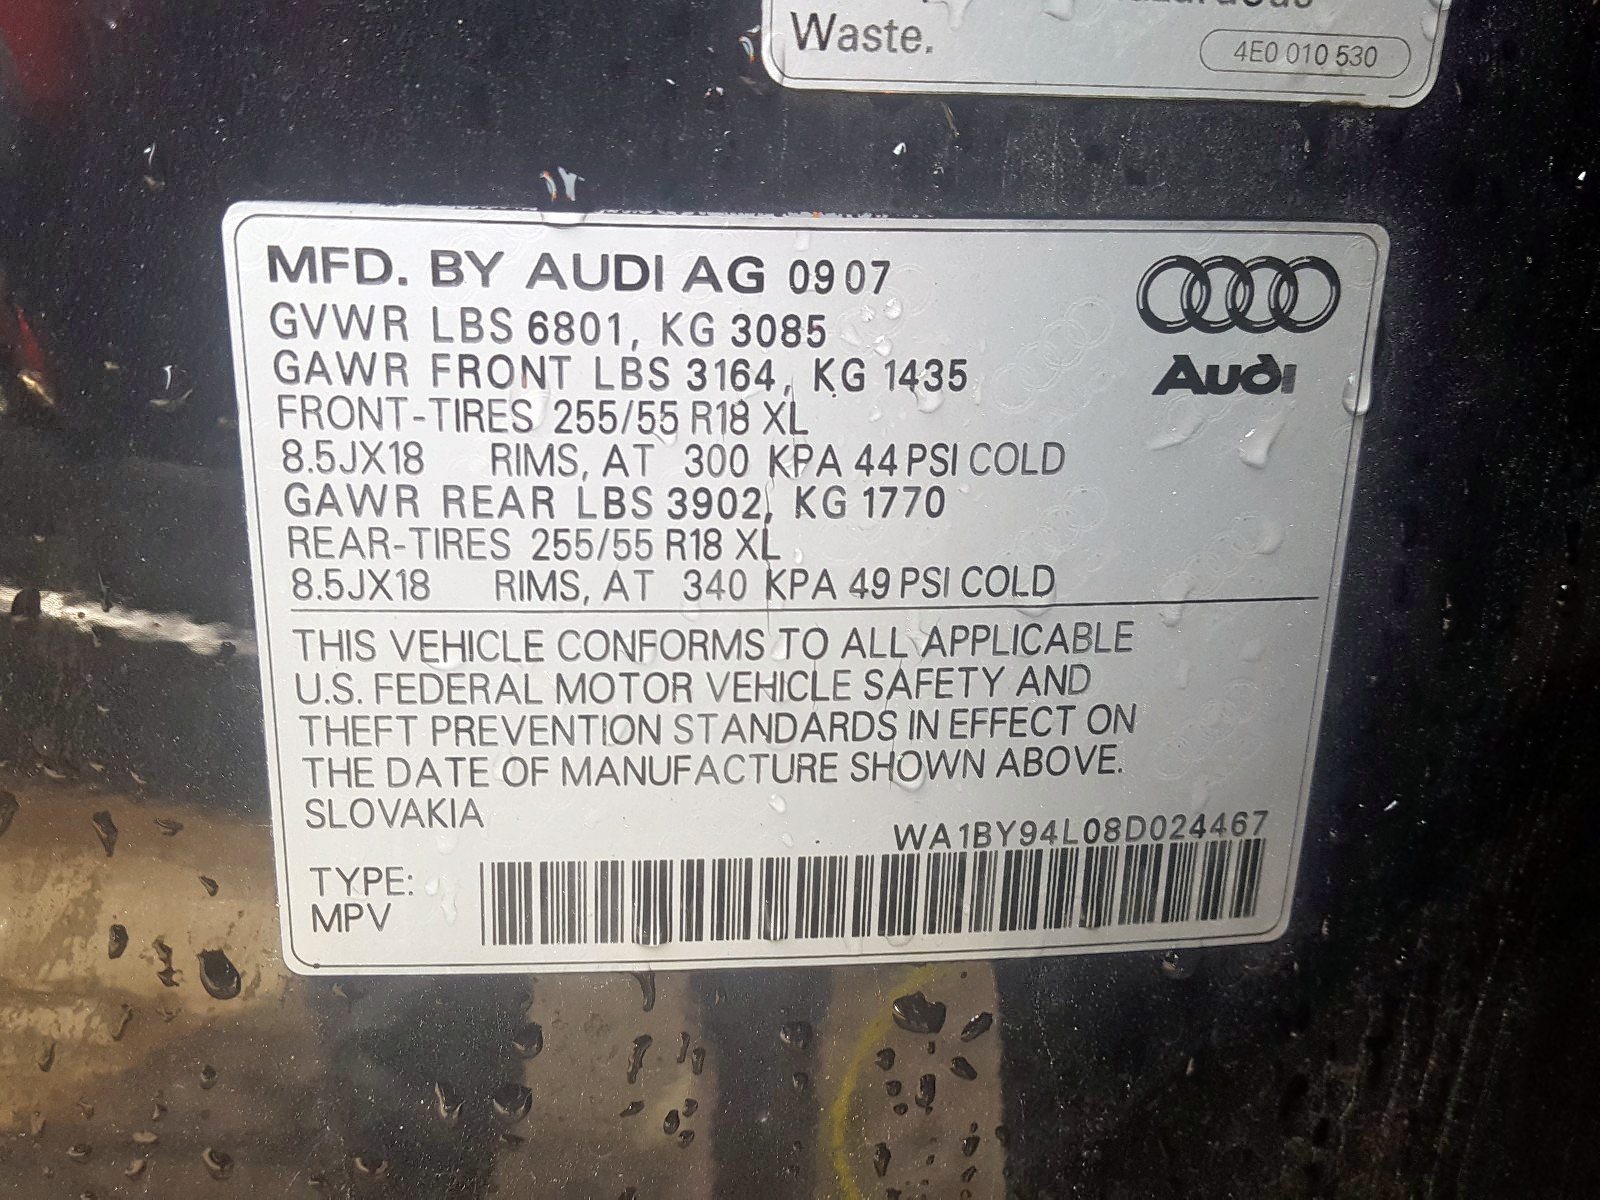 Waste.
4E0 010 530
MFD. BY AUDI AG 09 07
GVWR LBS 6801, KG 3085
GAWR FRONT LBS 3164, KG 1435
FRONT-TIRES 255/55 R18 XL
8.5JX18 RIMS, AT 300 KPA 44 PSI COLD
GAWR REAR LBS 3902, KG 1770
REAR-TIRES 255/55 R18 XL
8.5JX18 RIMS, AT 340 KPA 49 PSI COLD
Audi
THIS VEHICLE CONFORMS TO ALL APPLICABLE
U.S. FEDERAL MOTOR VEHICLE SAFETY AND
THEFT PREVENTION STANDARDS IN EFFECT ON
THE DATE OF MANUFACTURE SHOWN ABOVE.
SLOVAKIA
WA1BY94L08D024467
TYPE:
MPV